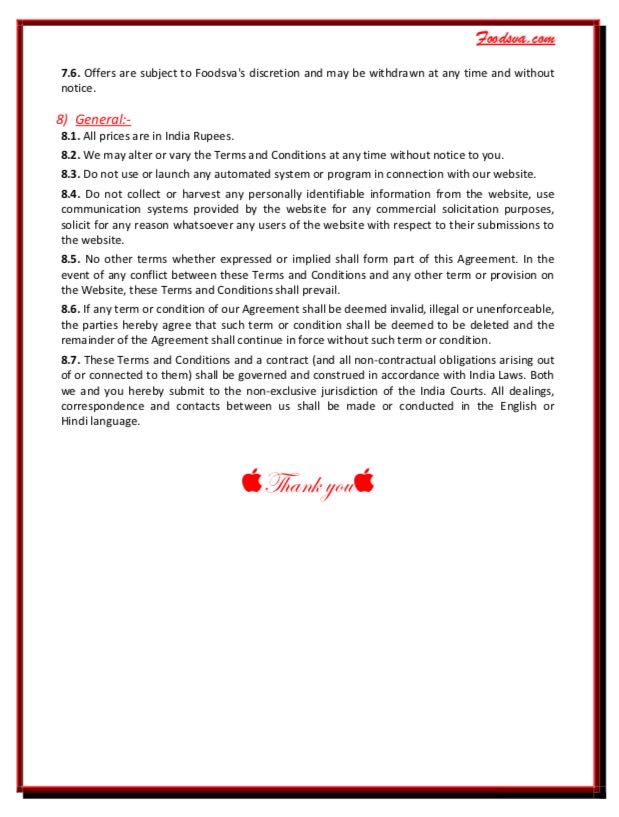 Foodsva.com
7.6. Offers are subject to Foodsva's discretion and may be withdrawn at any time and without
notice.
8) General:-
8.1. All prices are in India Rupees.
8.2. We may alter or vary the Terms and Conditions at any time without notice to you.
8.3. Do not use or launch any automated system or program in connection with our website.
8.4. Do not collect or harvest any personally identifiable information from the website, use
communication systems provided by the website for any commercial solicitation purposes,
solicit for any reason whatsoever any users of the website with respect to their submissions to
the website.
8.5. No other terms whether expressed or implied shall form part of this Agreement. In the
event of any conflict between these Terms and Conditions and any other term or provision on
the Website, these Terms and Conditions shall prevail.
8.6. If any term or condition of our Agreement shall be deemed invalid, illegal or unenforceable,
the parties hereby agree that such term or condition shall be deemed to be deleted and the
remainder of the Agreement shall continue in force without such term or condition.
8.7. These Terms and Conditions and a contract (and all non-contractual obligations arising out
of or connected to them) shall be governed and construed in accordance with India Laws. Both
we and you hereby submit to the non-exclusive jurisdiction of the India Courts. All dealings,
correspondence and contacts between us shall be made or conducted in the English or
Hindi language.
Thank you